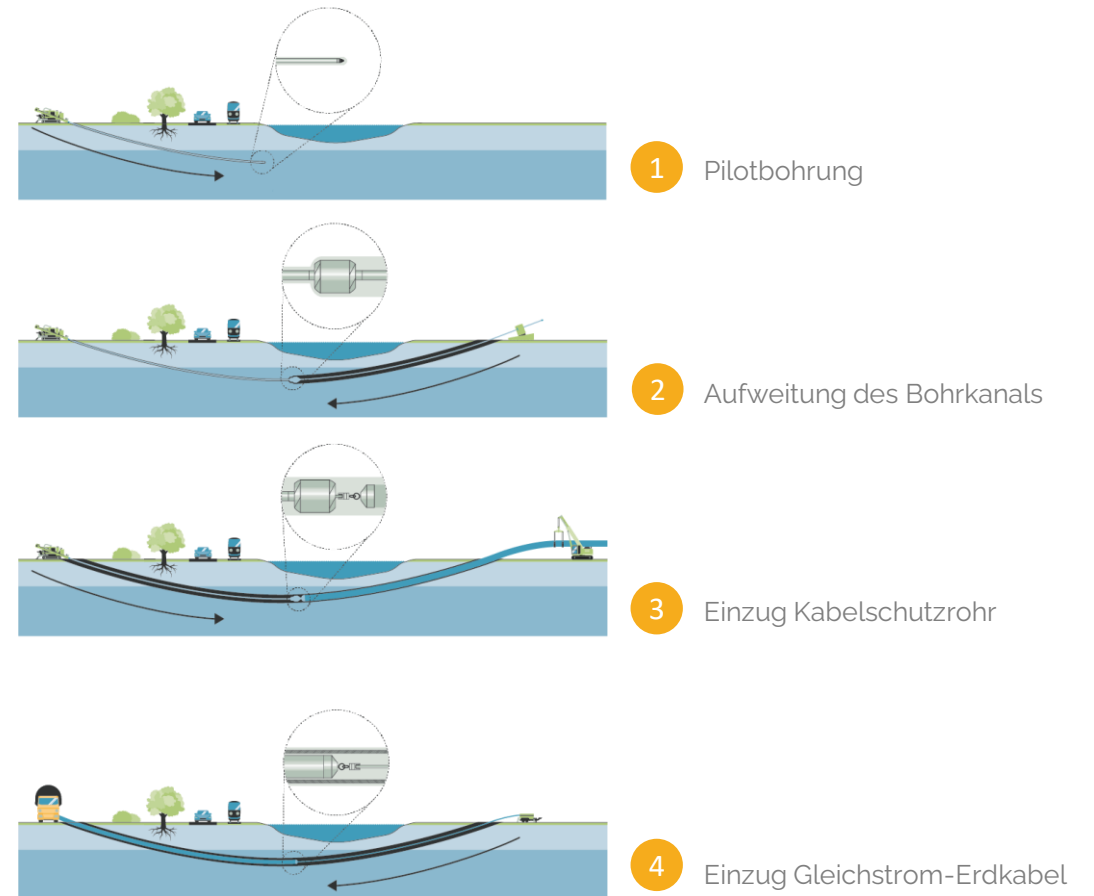 1 Pilotbohrung
2 Aufweitung des Bohrkanals
3 Einzug Kabelschutzrohr
4 Einzug Gleichstrom-Erdkabel